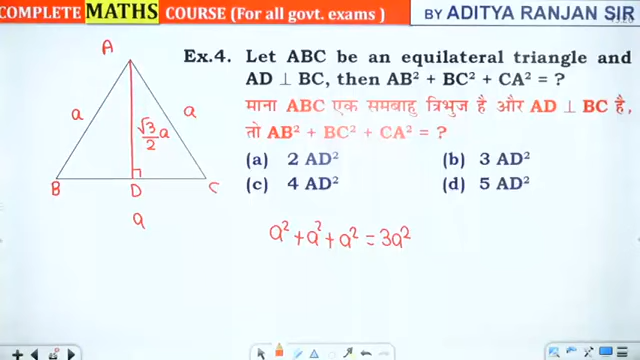 COMPLETE MATHS COURSE (For all govt. exams)
BY ADITYA RANJAN SIR
Ex.4. Let ABC be an equilateral triangle and
AD ⊥ BC, then AB² + BC² + CA² = ?
माना ABC एक समबाहु त्रिभुज है और AD ⊥ BC है,
तो AB² + BC² + CA² = ?
(a) 2 AD² (b) 3 AD²
(c) 4 AD² (d) 5 AD²
A
a
a
√3/2 a
B
D
C
a
a² + a² + a² = 3a²